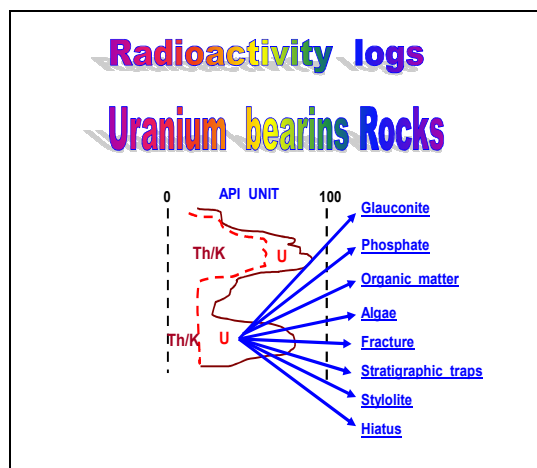 Radioactivity logs
Uranium bearins Rocks
0 API UNIT 100
Glauconite
Th/K U
Phosphate
Organic matter
Algae
Th/K U
Fracture
Stratigraphic traps
Stylolite
Hiatus